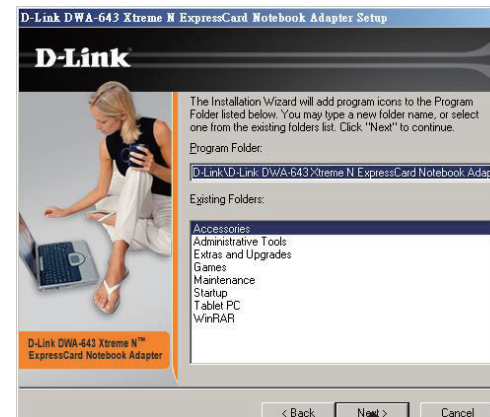 D-Link DWA-643 Xtreme N ExpressCard Notebook Adapter Setup
D-Link
The Installation Wizard will add program icons to the Program
Folder listed below. You may type a new folder name, or select
one from the existing folders list. Click "Next" to continue.
Program Folder:
D-Link\D-Link DWA-643 Xtreme N ExpressCard Notebook Adap
Existing Folders:
Accessories
Administrative Tools
Extras and Upgrades
Games
Maintenance
Startup
Tablet PC
WinRAR
D-Link DWA-643 Xtreme N™
ExpressCard Notebook Adapter
< Back Next > Cancel